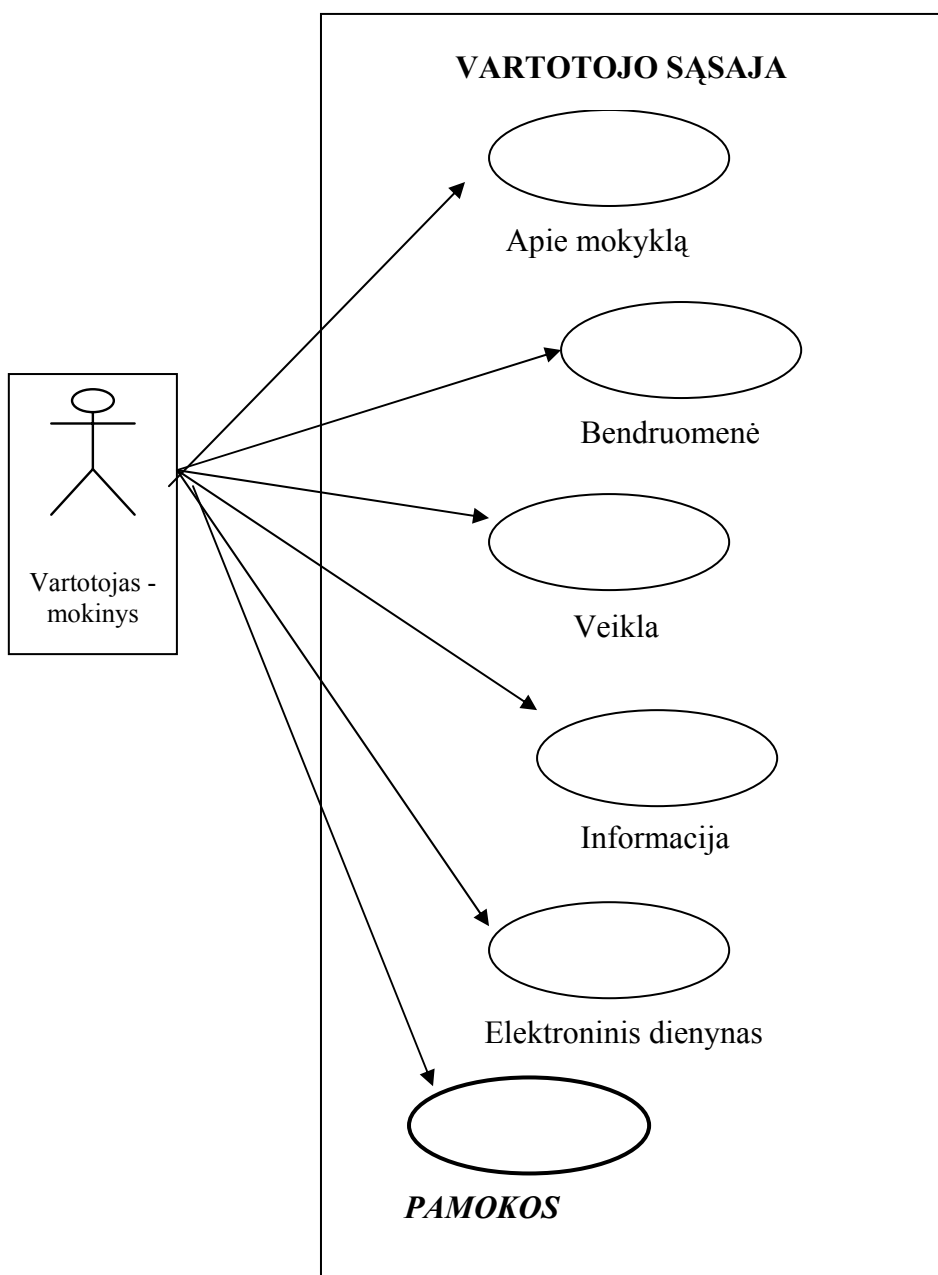 VARTOTOJO SĄSAJA
Apie mokyklą
Bendruomenė
Vartotojas -
mokinys
Veikla
Informacija
Elektroninis dienynas
PAMOKOS